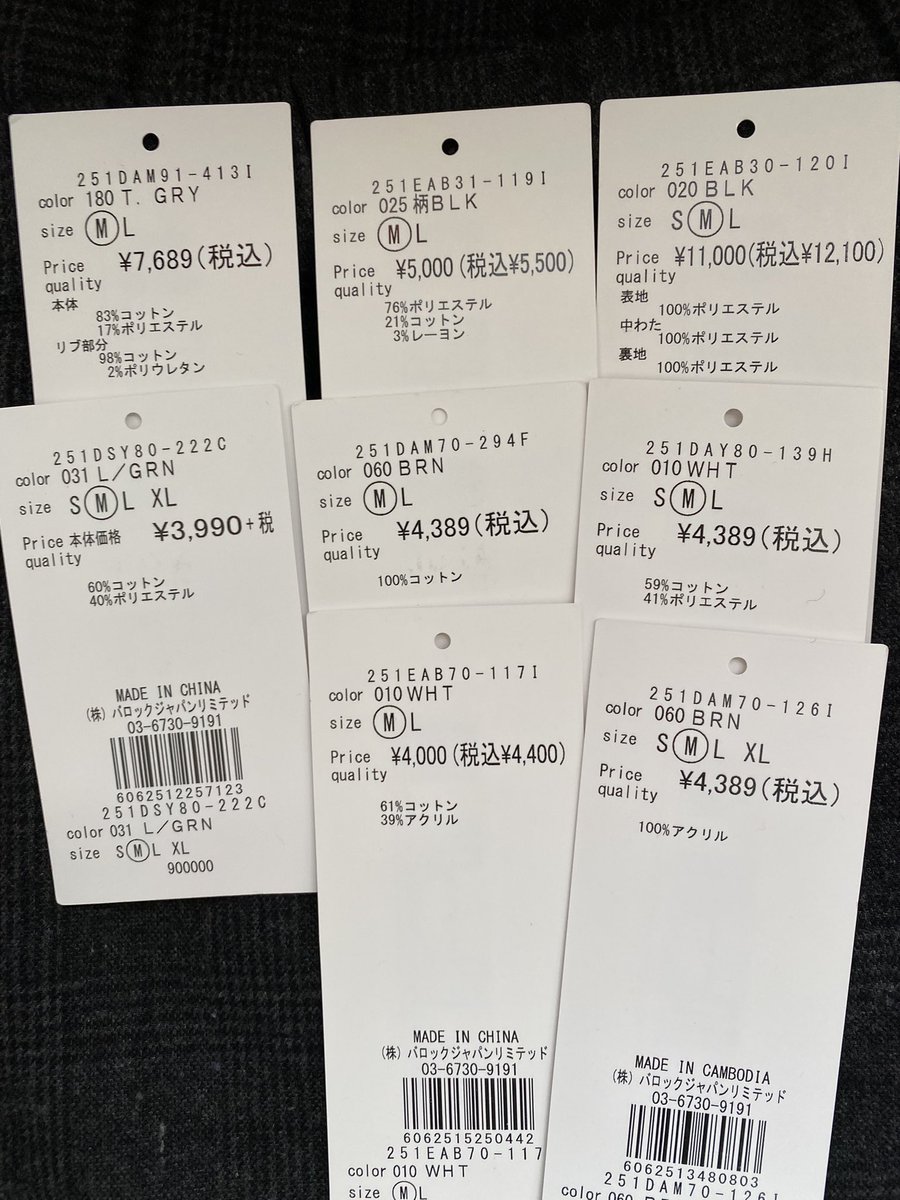 251DAM91-413I
color 180 T. GRY
size M L
Price ¥7,689(税込)
quality
本体
83%コットン
17%ポリエステル
リブ部分
98%コットン
2%ポリウレタン
251EAB31-119I
color 025 柄BLK
size M L
Price ¥5,000(税込¥5,500)
quality
76%ポリエステル
21%コットン
3%レーヨン
251EAB30-120I
color 020 BLK
size S M L
Price ¥11,000(税込¥12,100)
quality
表地
100%ポリエステル
中わた
100%ポリエステル
裏地
100%ポリエステル
251DSY80-222C
color 031 L/GRN
size S M L XL
Price 本体価格 ¥3,990+税
quality
60%コットン
40%ポリエステル
MADE IN CHINA
(株)バロックジャパンリミテッド
03-6730-9191
6062512257123
251DSY80-222C
color 031 L/GRN
size S M L XL
900000
251DAM70-294F
color 060 BRN
size M L
Price ¥4,389(税込)
quality
100%コットン
251DAY80-139H
color 010 WHT
size S M L
Price ¥4,389(税込)
quality
59%コットン
41%ポリエステル
251EAB70-117I
color 010 WHT
size M L
Price ¥4,000(税込¥4,400)
quality
61%コットン
39%アクリル
MADE IN CHINA
(株)バロックジャパンリミテッド
03-6730-9191
6062515250442
251EAB70-117
color 010 WHT
size M L
251DAM70-126I
color 060 BRN
size S M L XL
Price ¥4,389(税込)
quality
100%アクリル
MADE IN CAMBODIA
(株)バロックジャパンリミテッド
03-6730-9191
6062513480803
251DAM70-126I
color 060